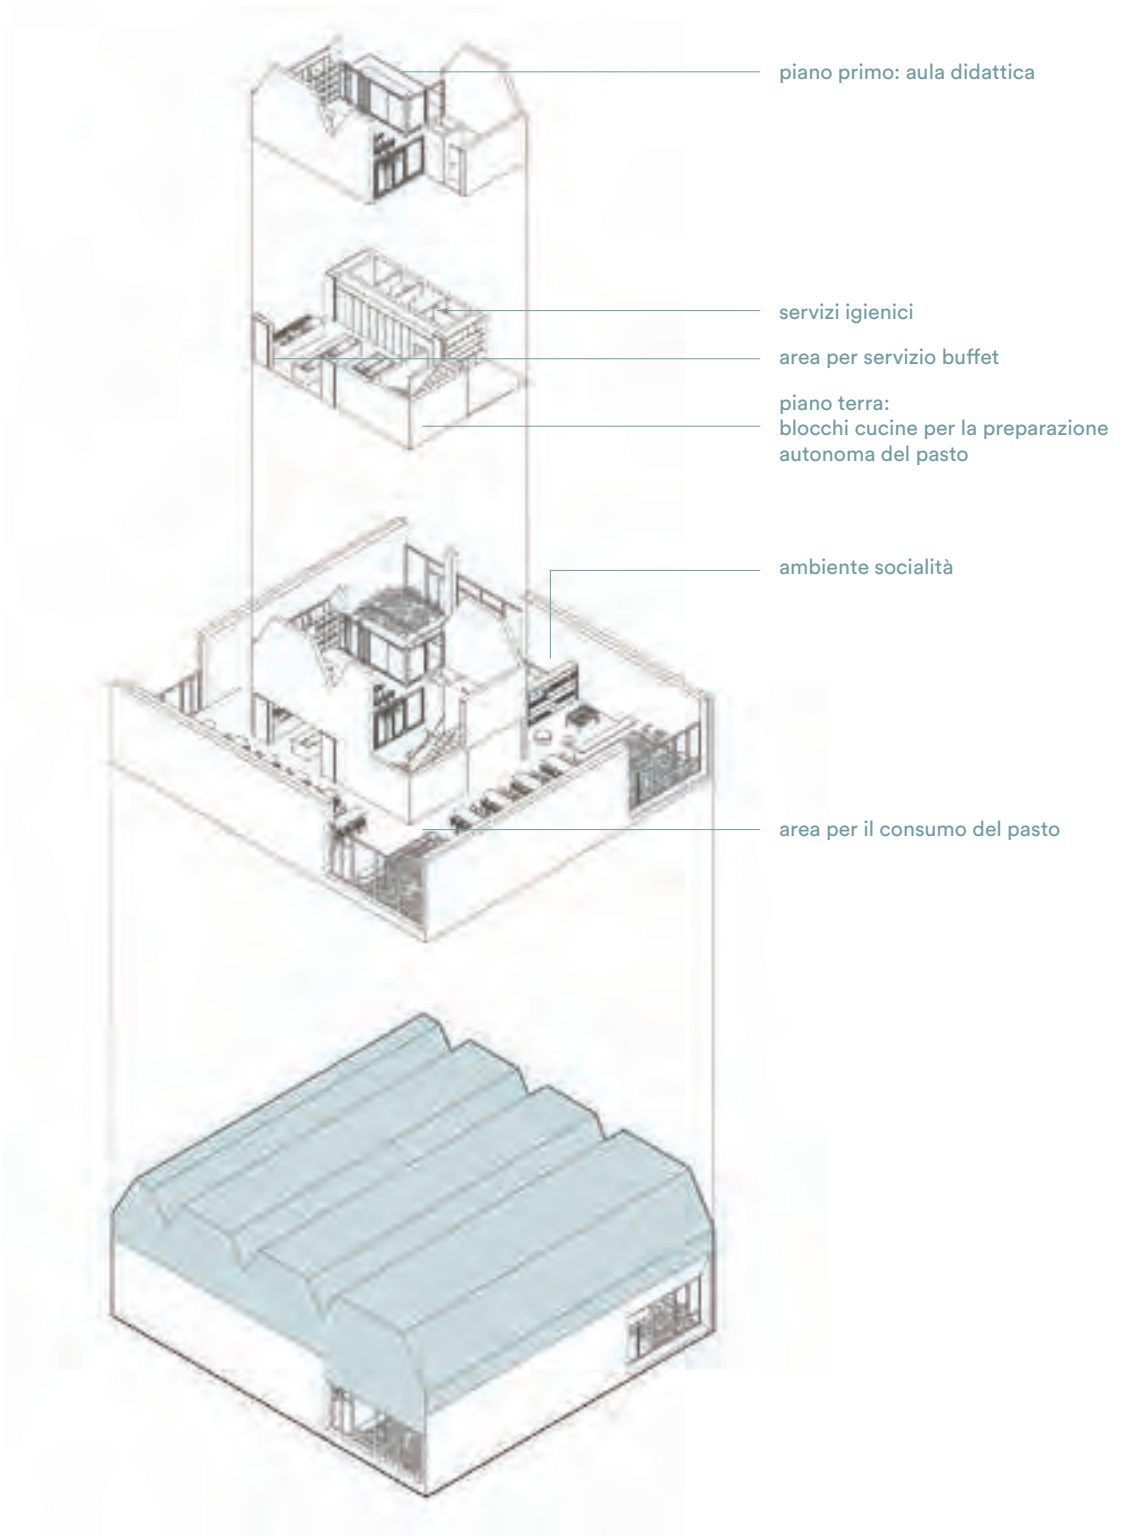 piano primo: aula didattica
servizi igienici
area per servizio buffet
piano terra:
blocchi cucine per la preparazione
autonoma del pasto
ambiente socialità
area per il consumo del pasto